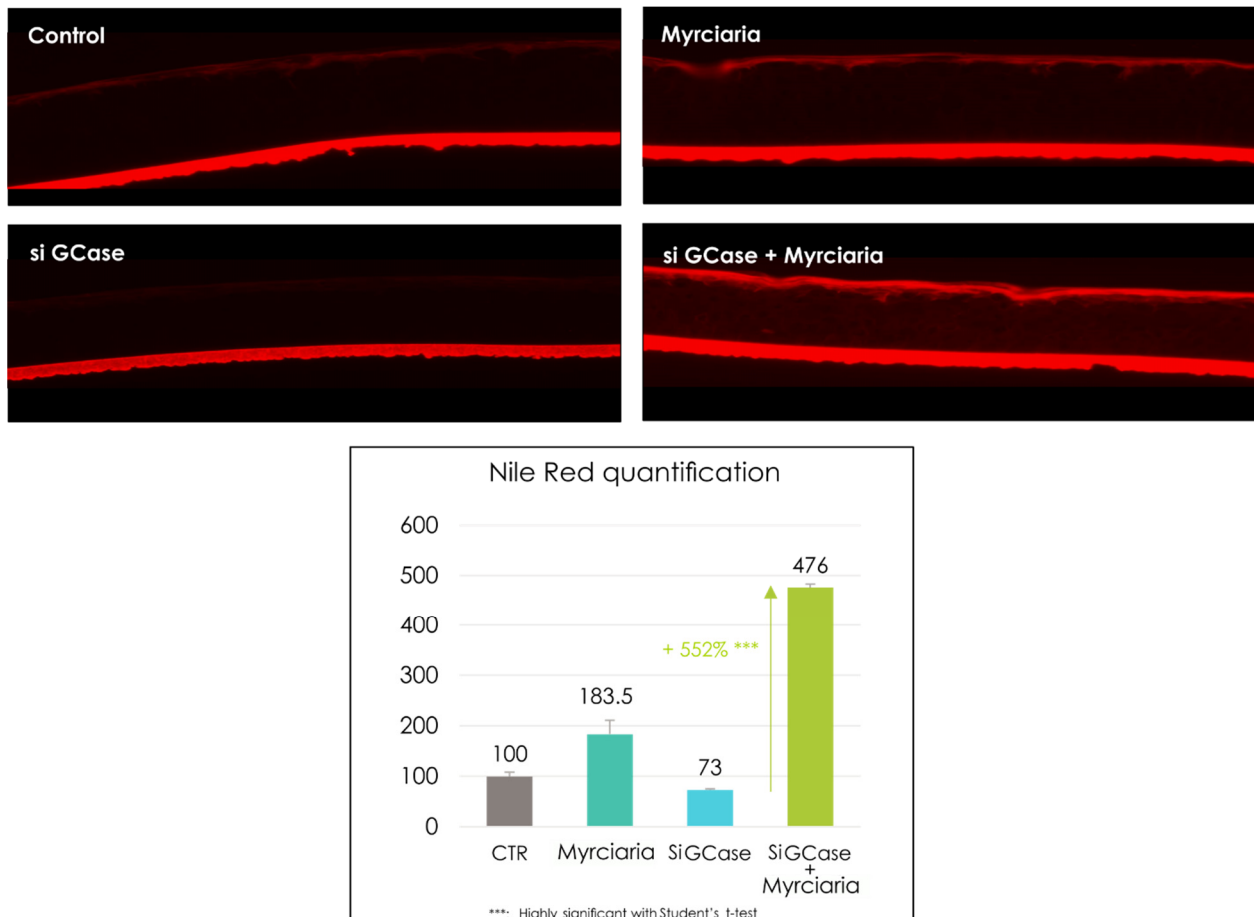 Control
Myrciaria
si GCase
si GCase + Myrciaria
Nile Red quantification
600
500
400
300
200
100
0
100
183.5
73
476
+ 552% ***
CTR
Myrciaria
SiGCase
SiGCase
+
Myrciaria
***: Highly significant with Student's t-test